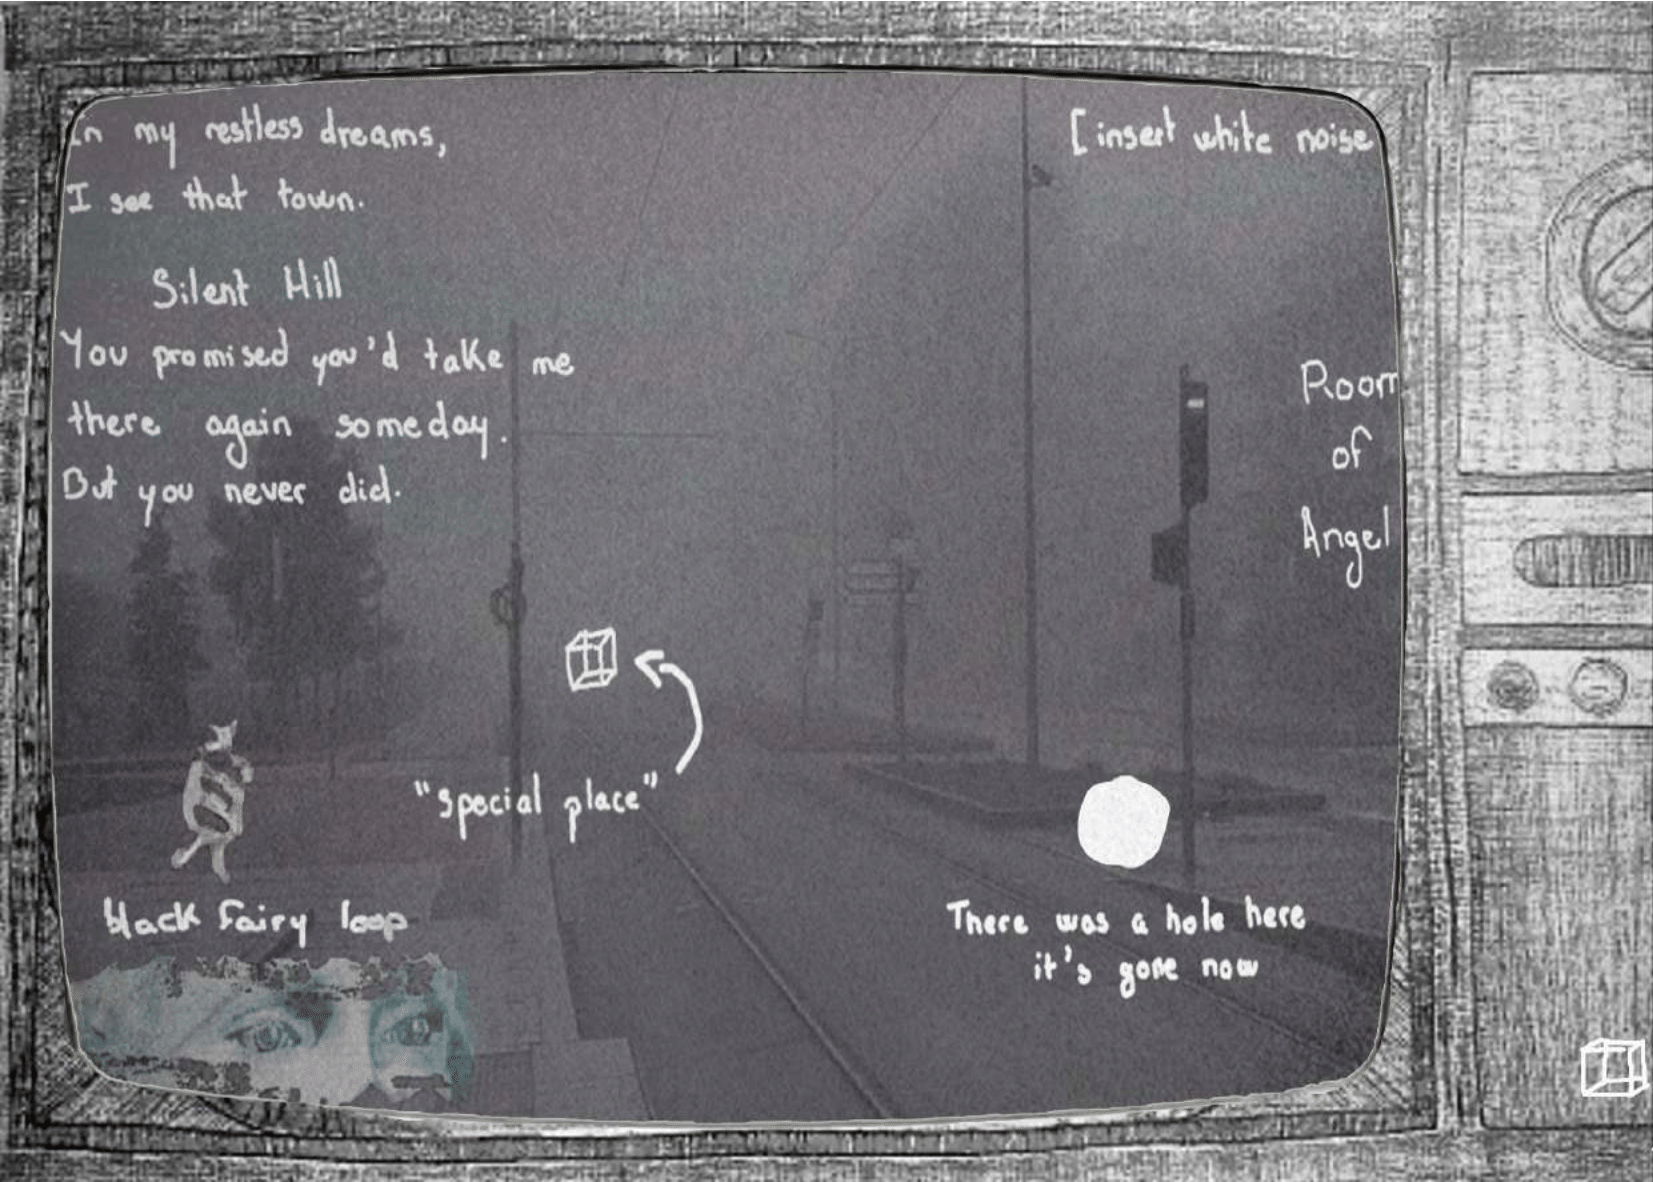 In my restless dreams,
I see that town.
Silent Hill
You promised you'd take me
there again someday.
But you never did.
[insert white noise
Room
of
Angel
"special place"
black fairy loop
There was a hole here
it's gone now